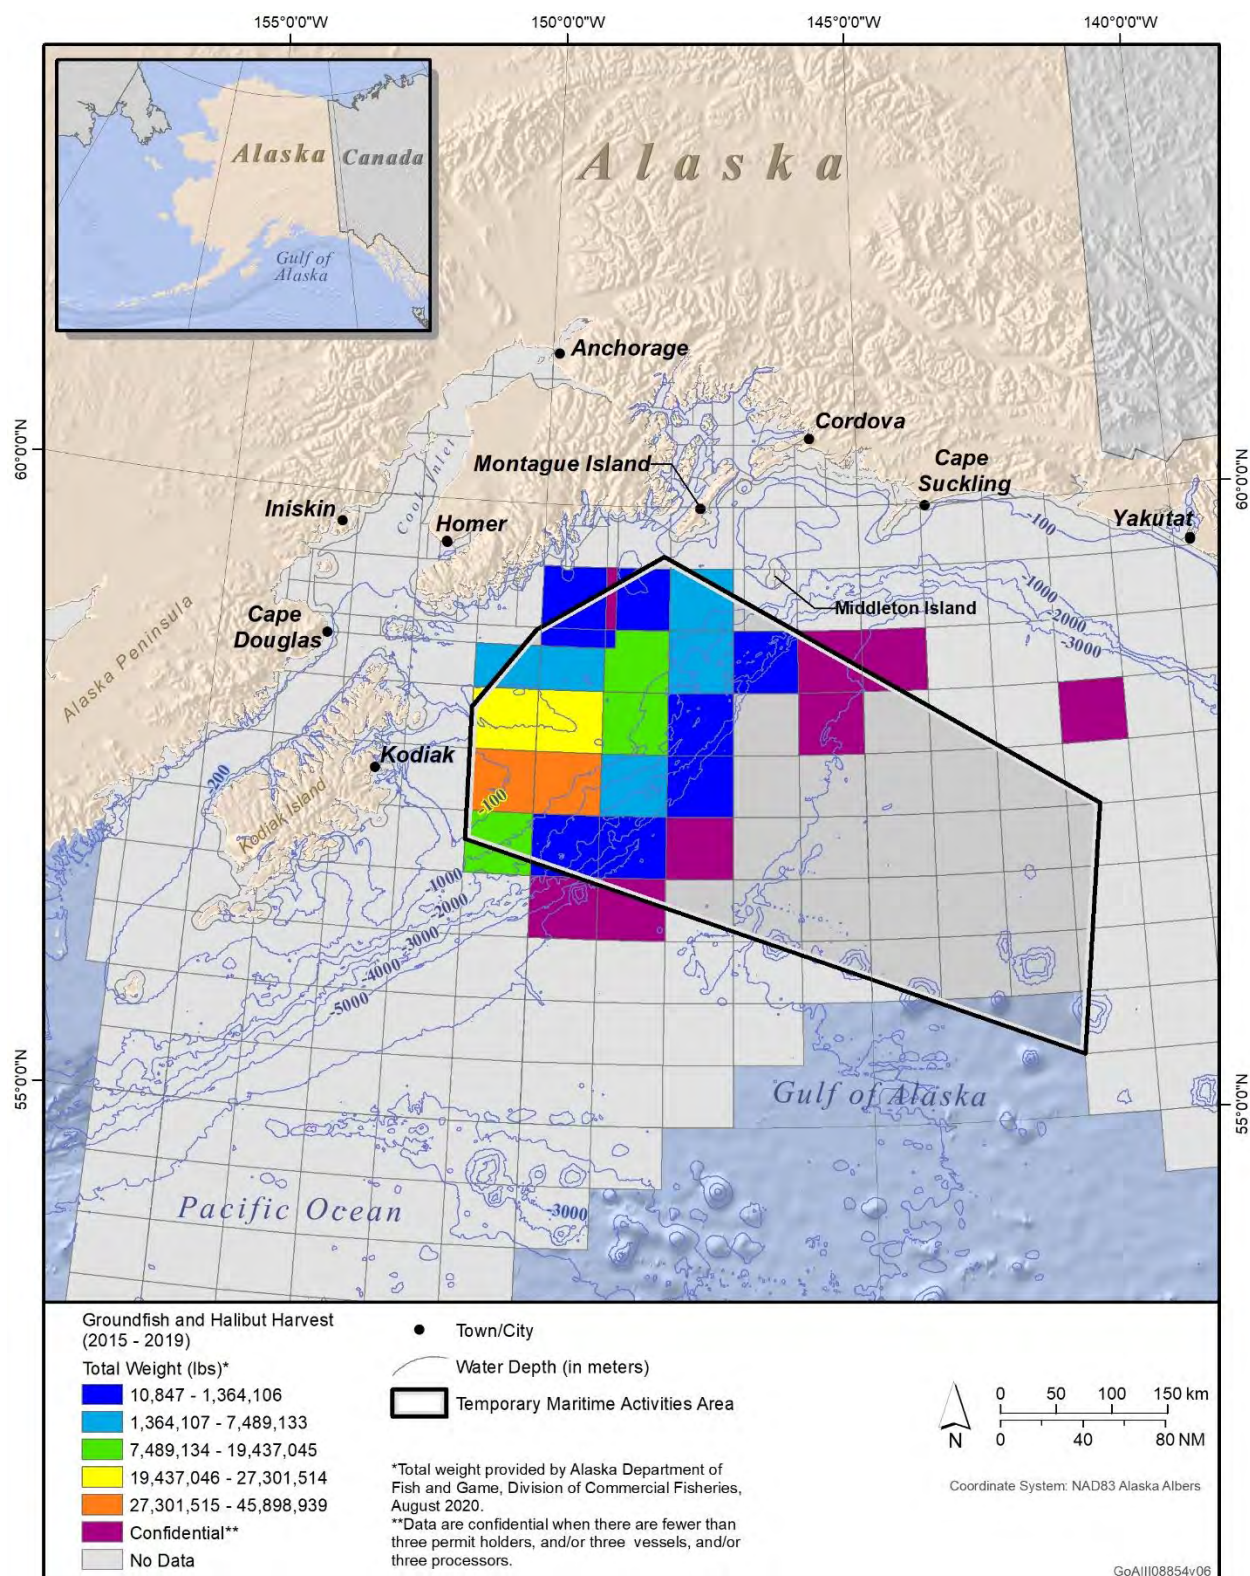 155°0'0"W
150°0'0"W
145°0'0"W
140°0'0"W
Alaska
Canada
Gulf of
Alaska
Alaska
Anchorage
Cordova
60°0'0"N
Montague Island
Cape
Suckling
60°0'0"N
Cook Inlet
Iniskin
Homer
-100
Yakutat
Middleton Island
-1000
-2000
-3000
Cape
Douglas
Alaska Peninsula
Kodiak
-200
-100
Kodiak Island
-1000
-2000
-3000
-4000
-5000
55°0'0"N
Gulf of Alaska
55°0'0"N
Pacific Ocean
-3000
Groundfish and Halibut Harvest
(2015 - 2019)
Total Weight (lbs)*
10,847 - 1,364,106
1,364,107 - 7,489,133
7,489,134 - 19,437,045
19,437,046 - 27,301,514
27,301,515 - 45,898,939
Confidential**
No Data
Town/City
Water Depth (in meters)
Temporary Maritime Activities Area
*Total weight provided by Alaska Department of
Fish and Game, Division of Commercial Fisheries,
August 2020.
**Data are confidential when there are fewer than
three permit holders, and/or three vessels, and/or
three processors.
N
0 50 100 150 km
0 40 80 NM
Coordinate System: NAD83 Alaska Albers
GoAIII08854v06